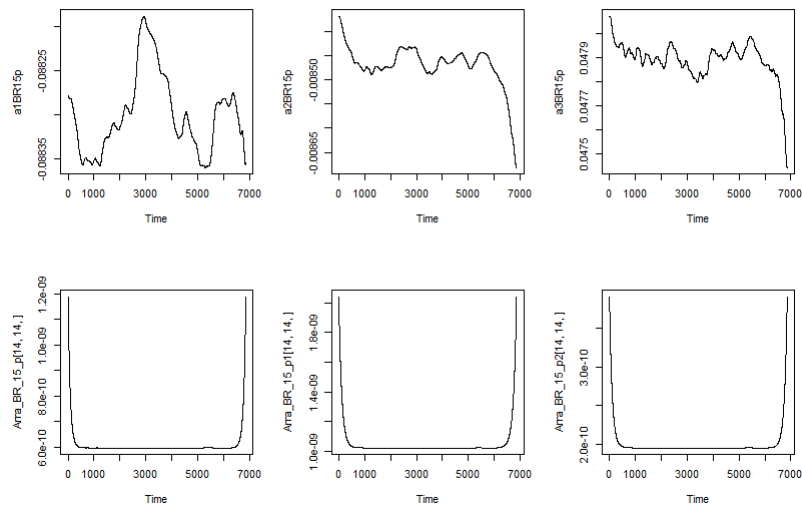 a1BR15p
-0.08835
-0.08825
0
1000
3000
5000
7000
Time
a2BR15p
-0.00865
-0.00850
0
1000
3000
5000
7000
Time
a3BR15p
0.0475
0.0477
0.0479
0
1000
3000
5000
7000
Time
Arra_BR_15_p[14, 14, ]
6.0e-10
8.0e-10
1.0e-09
1.2e-09
0
1000
3000
5000
7000
Time
Arra_BR_15_p1[14, 14, ]
1.0e-09
1.4e-09
1.8e-09
0
1000
3000
5000
7000
Time
Arra_BR_15_p2[14, 14, ]
2.0e-10
3.0e-10
0
1000
3000
5000
7000
Time